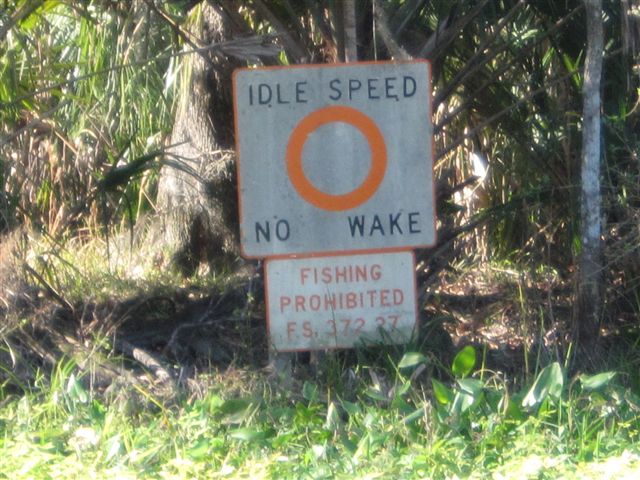 IDLE SPEED
NO WAKE
FISHING
PROHIBITED
F.S. 372.27